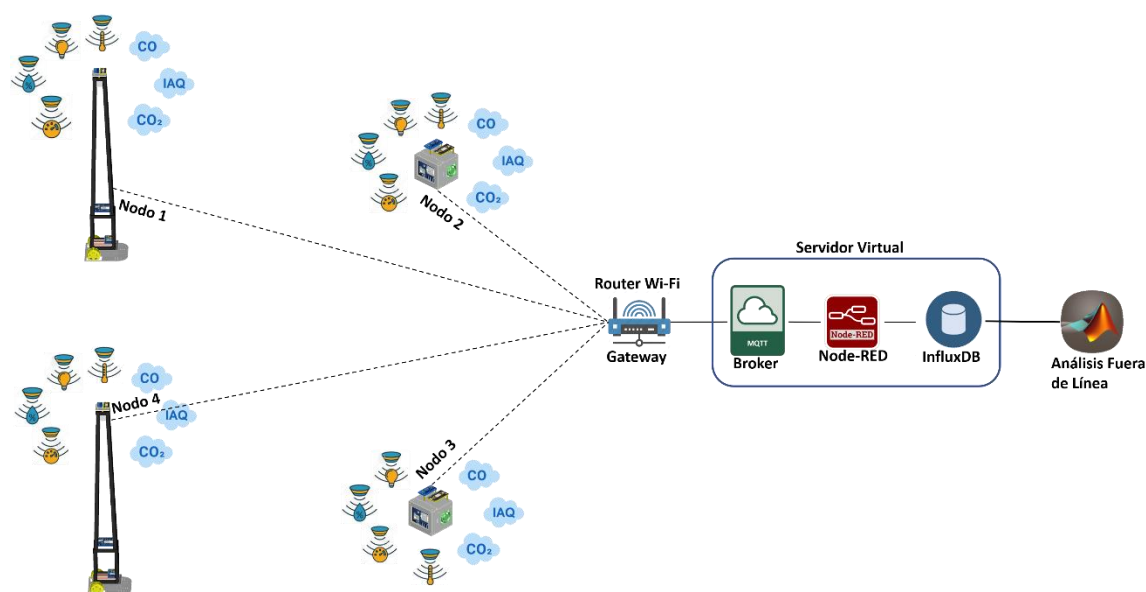 CO
IAQ
CO₂
Nodo 1
CO
IAQ
CO₂
Nodo 2
Servidor Virtual
Router Wi-Fi
Gateway
MQTT
Broker
Node-RED
Node-RED
InfluxDB
Análisis Fuera
de Línea
CO
IAQ
CO₂
Nodo 4
Nodo 3
CO
IAQ
CO₂
%
%
%
%